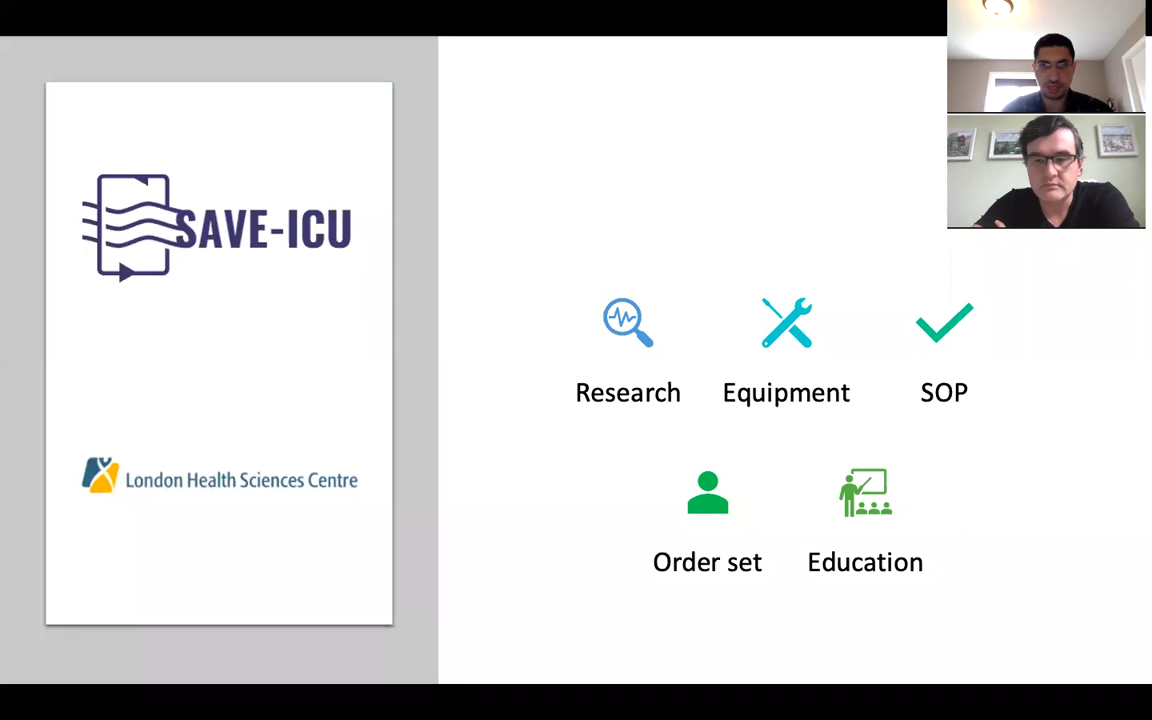 SAVE-ICU
London Health Sciences Centre
Research
Equipment
SOP
Order set
Education